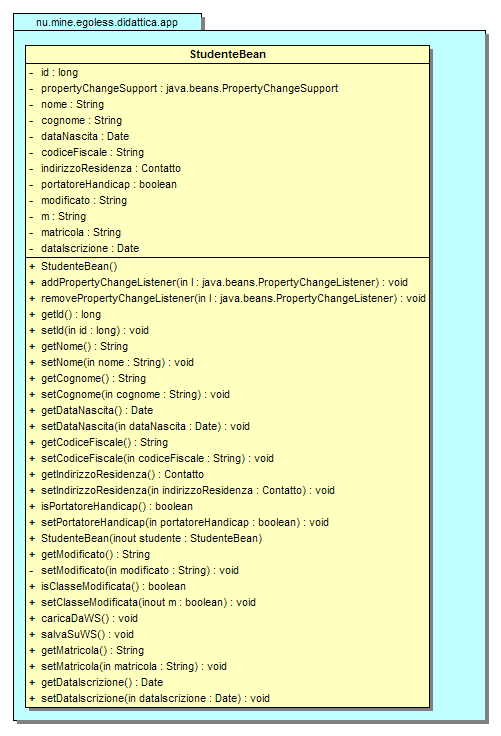 nu.mine.egoless.didattica.app
StudenteBean
- id : long
- propertyChangeSupport : java.beans.PropertyChangeSupport
- nome : String
- cognome : String
- dataNascita : Date
- codiceFiscale : String
- indirizzoResidenza : Contatto
- portatoreHandicap : boolean
- modificato : String
- m : String
- matricola : String
- dataIscrizione : Date
+ StudenteBean()
+ addPropertyChangeListener(in l : java.beans.PropertyChangeListener) : void
+ removePropertyChangeListener(in l : java.beans.PropertyChangeListener) : void
+ getId() : long
+ setId(in id : long) : void
+ getNome() : String
+ setNome(in nome : String) : void
+ getCognome() : String
+ setCognome(in cognome : String) : void
+ getDataNascita() : Date
+ setDataNascita(in dataNascita : Date) : void
+ getCodiceFiscale() : String
+ setCodiceFiscale(in codiceFiscale : String) : void
+ getIndirizzoResidenza() : Contatto
+ setIndirizzoResidenza(in indirizzoResidenza : Contatto) : void
+ isPortatoreHandicap() : boolean
+ setPortatoreHandicap(in portatoreHandicap : boolean) : void
+ StudenteBean(inout studente : StudenteBean)
+ getModificato() : String
- setModificato(in modificato : String) : void
+ isClasseModificata() : boolean
+ setClasseModificata(inout m : boolean) : void
+ caricaDaWS() : void
+ salvaSuWS() : void
+ getMatricola() : String
+ setMatricola(in matricola : String) : void
+ getDataIscrizione() : Date
+ setDataIscrizione(in dataIscrizione : Date) : void